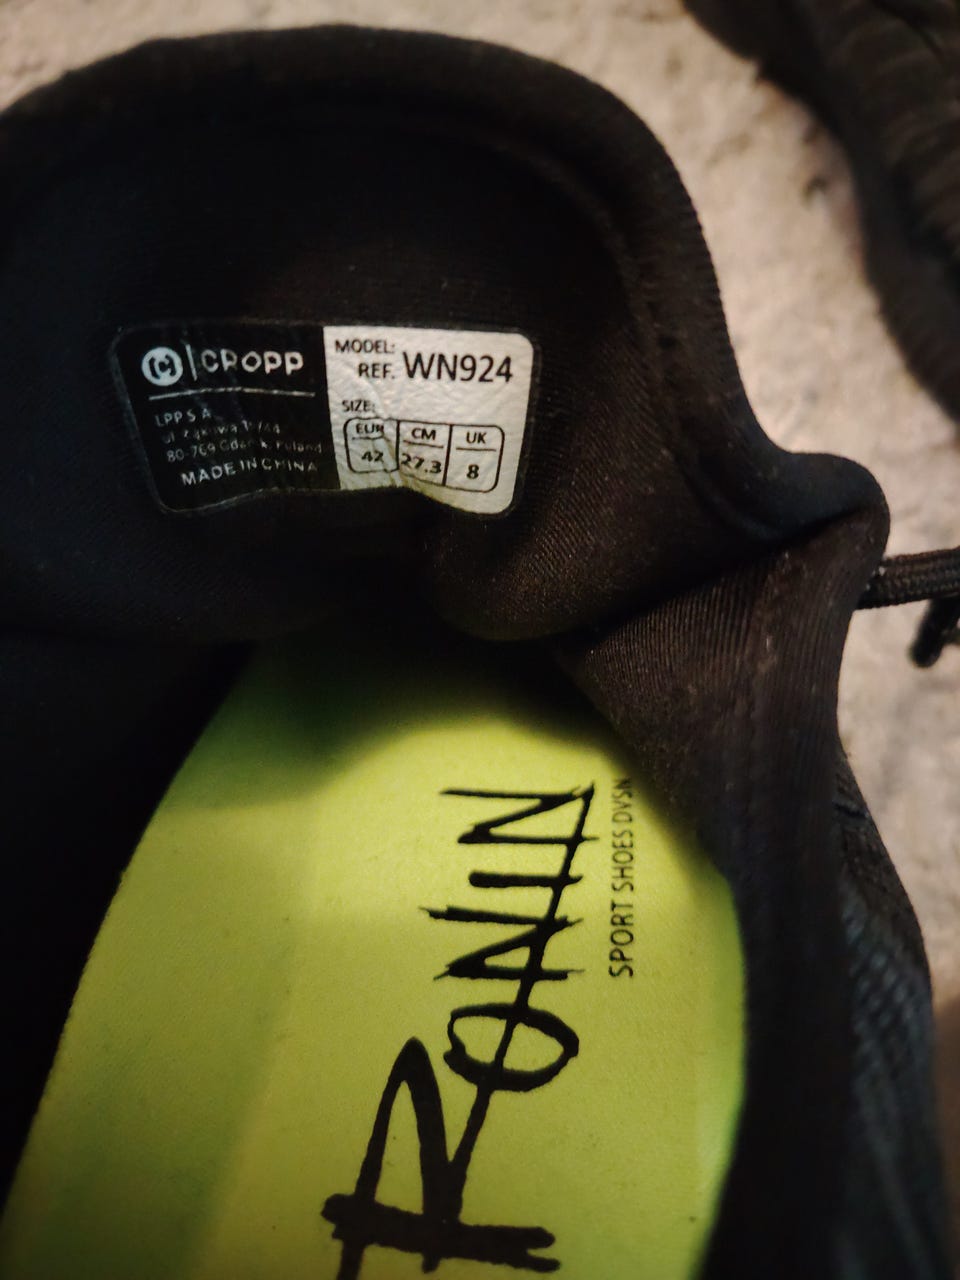 CROPP
LPP S.A.
80-769 Gdańsk, Poland
MADE IN CHINA
MODEL:
REF. WN924
SIZE:
EUR CM UK
42 27.3 8
RONIN
SPORT SHOES DVSN